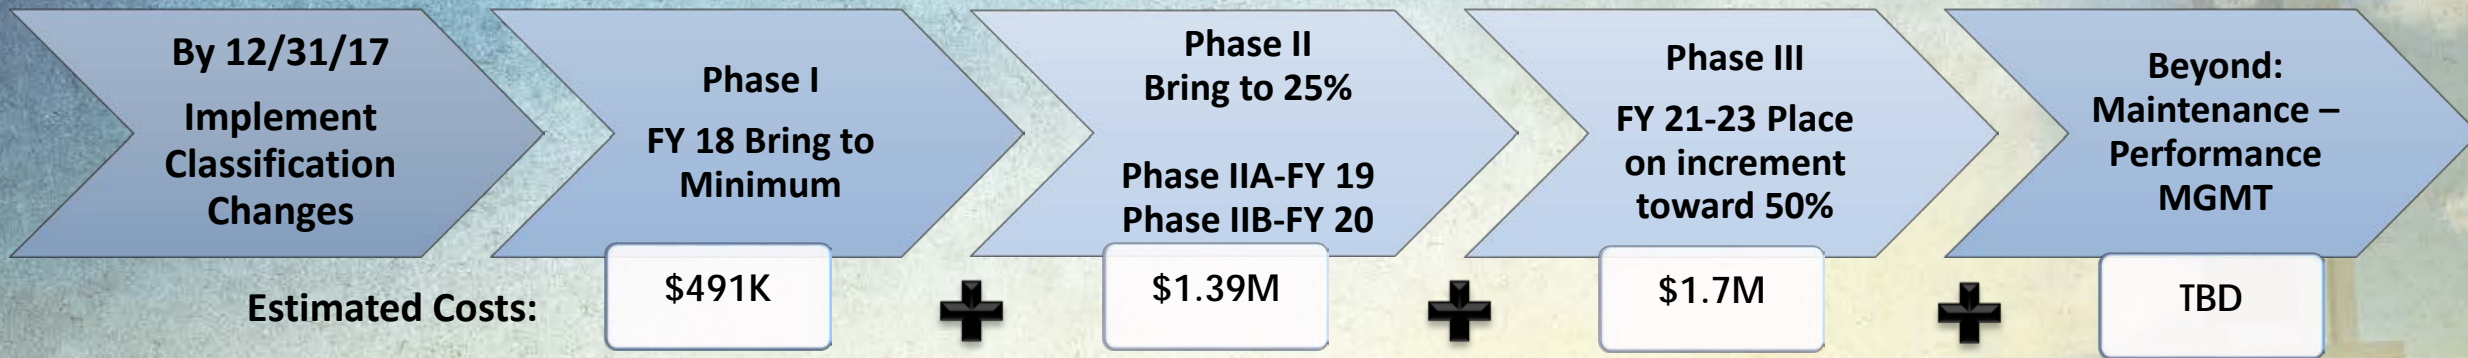 By 12/31/17
Implement
Classification
Changes
Phase I
FY 18 Bring to
Minimum
Phase II
Bring to 25%
Phase IIA-FY 19
Phase IIB-FY 20
Phase III
FY 21-23 Place
on increment
toward 50%
Beyond:
Maintenance –
Performance
MGMT
Estimated Costs:
$491K
$1.39M
$1.7M
TBD